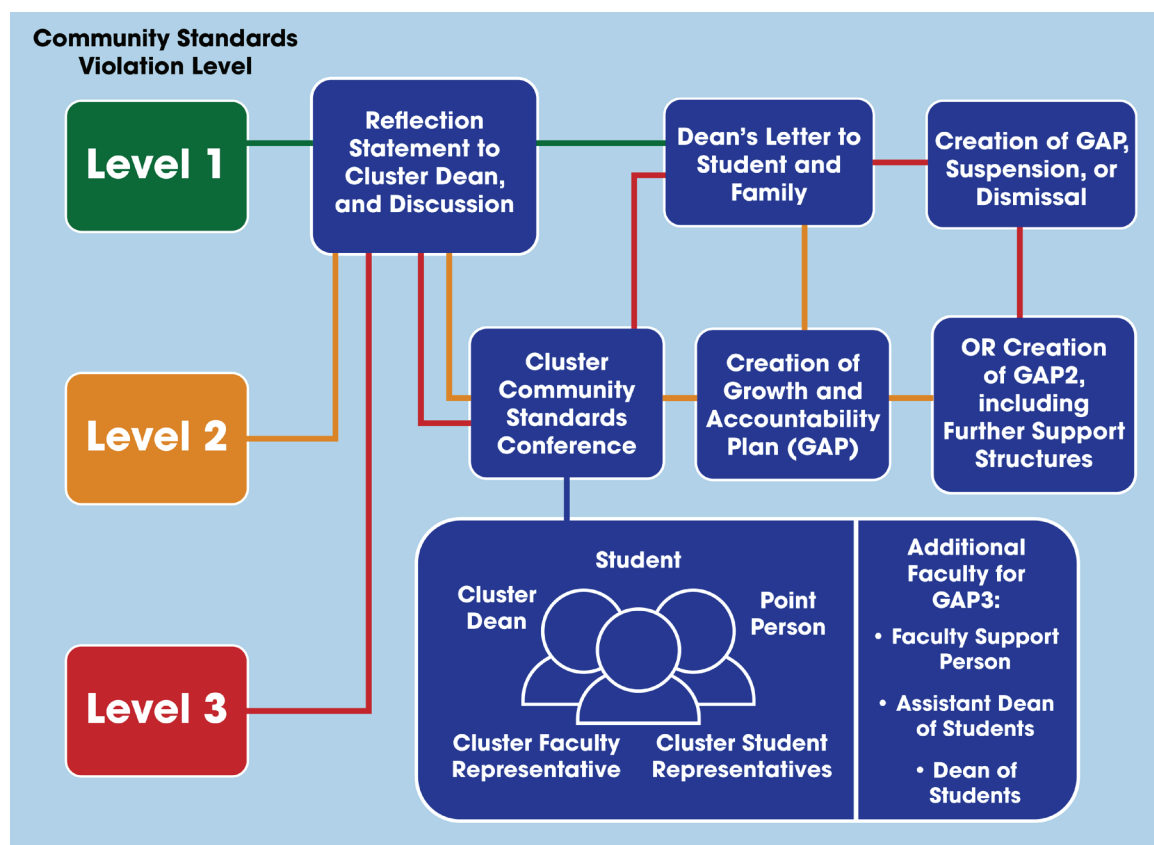 Community Standards
Violation Level
Level 1
Reflection
Statement to
Cluster Dean,
and Discussion
Dean’s Letter to
Student and
Family
Creation of GAP,
Suspension, or
Dismissal
Level 2
Cluster
Community
Standards
Conference
Creation of
Growth and
Accountability
Plan (GAP)
OR Creation
of GAP2,
including
Further Support
Structures
Level 3
Student
Cluster
Dean
Point
Person
Cluster Faculty
Representative
Cluster Student
Representatives
Additional
Faculty for
GAP3:
• Faculty Support
Person
• Assistant Dean
of Students
• Dean of
Students